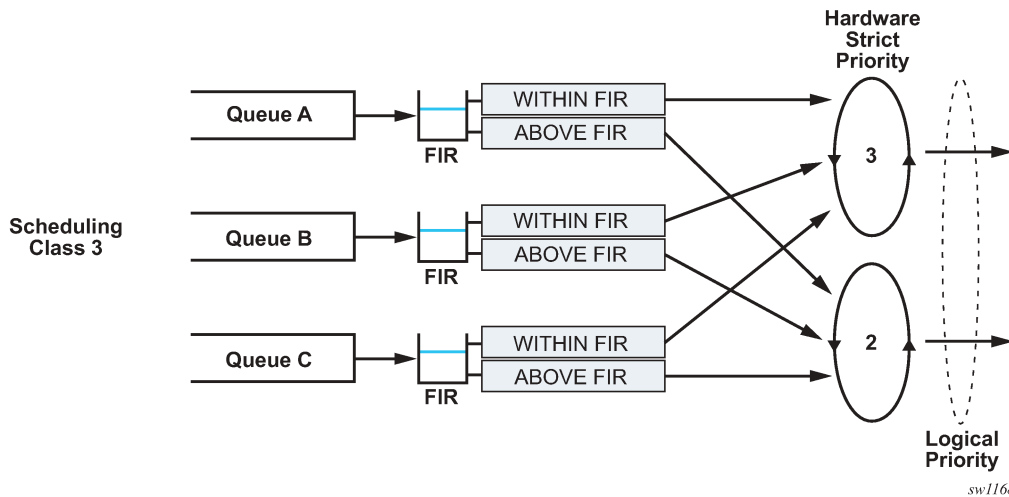 Hardware
Strict
Priority
Queue A
FIR
WITHIN FIR
ABOVE FIR
3
Scheduling
Class 3
Queue B
FIR
WITHIN FIR
ABOVE FIR
Queue C
FIR
WITHIN FIR
ABOVE FIR
2
Logical
Priority